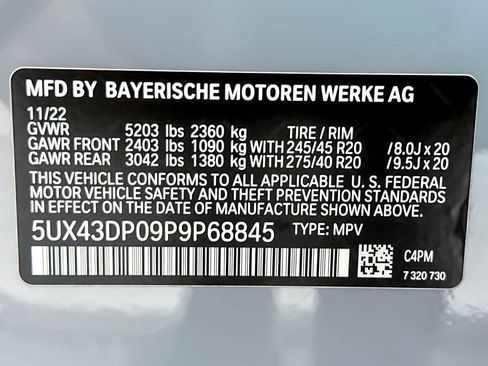 MFD BY BAYERISCHE MOTOREN WERKE AG
11/22
GVWR 5203 lbs 2360 kg TIRE / RIM
GAWR FRONT 2403 lbs 1090 kg WITH 245/45 R20 /8.0J x 20
GAWR REAR 3042 lbs 1380 kg WITH 275/40 R20 /9.5J x 20
THIS VEHICLE CONFORMS TO ALL APPLICABLE U. S. FEDERAL
MOTOR VEHICLE SAFETY AND THEFT PREVENTION STANDARDS
IN EFFECT ON THE DATE OF MANUFACTURE SHOWN ABOVE.
5UX43DP09P9P68845 TYPE: MPV
C4PM
7 320 730